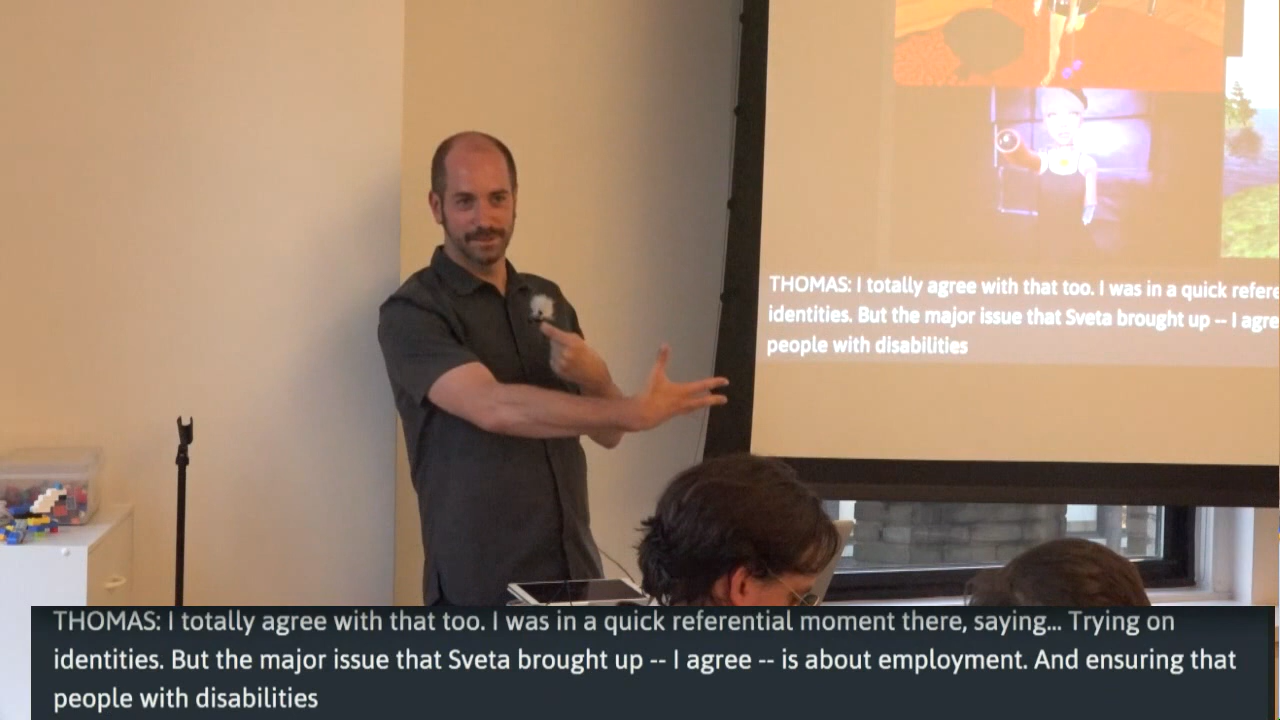 THOMAS: I totally agree with that too. I was in a quick refere
identities. But the major issue that Sveta brought up -- I agre
people with disabilities
THOMAS: I totally agree with that too. I was in a quick referential moment there, saying... Trying on
identities. But the major issue that Sveta brought up -- I agree -- is about employment. And ensuring that
people with disabilities